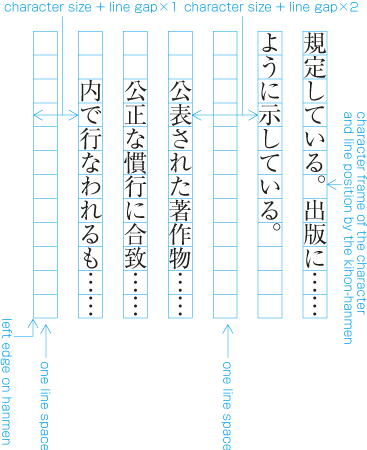 character size + line gap×1
character size + line gap×2
規定している。出版に……
ように示している。
公表された著作物……
公正な慣行に合致……
内で行なわれるも……
character frame of the character
and line position by the kihon-hanmen
one line space
one line space
left edge on hanmen